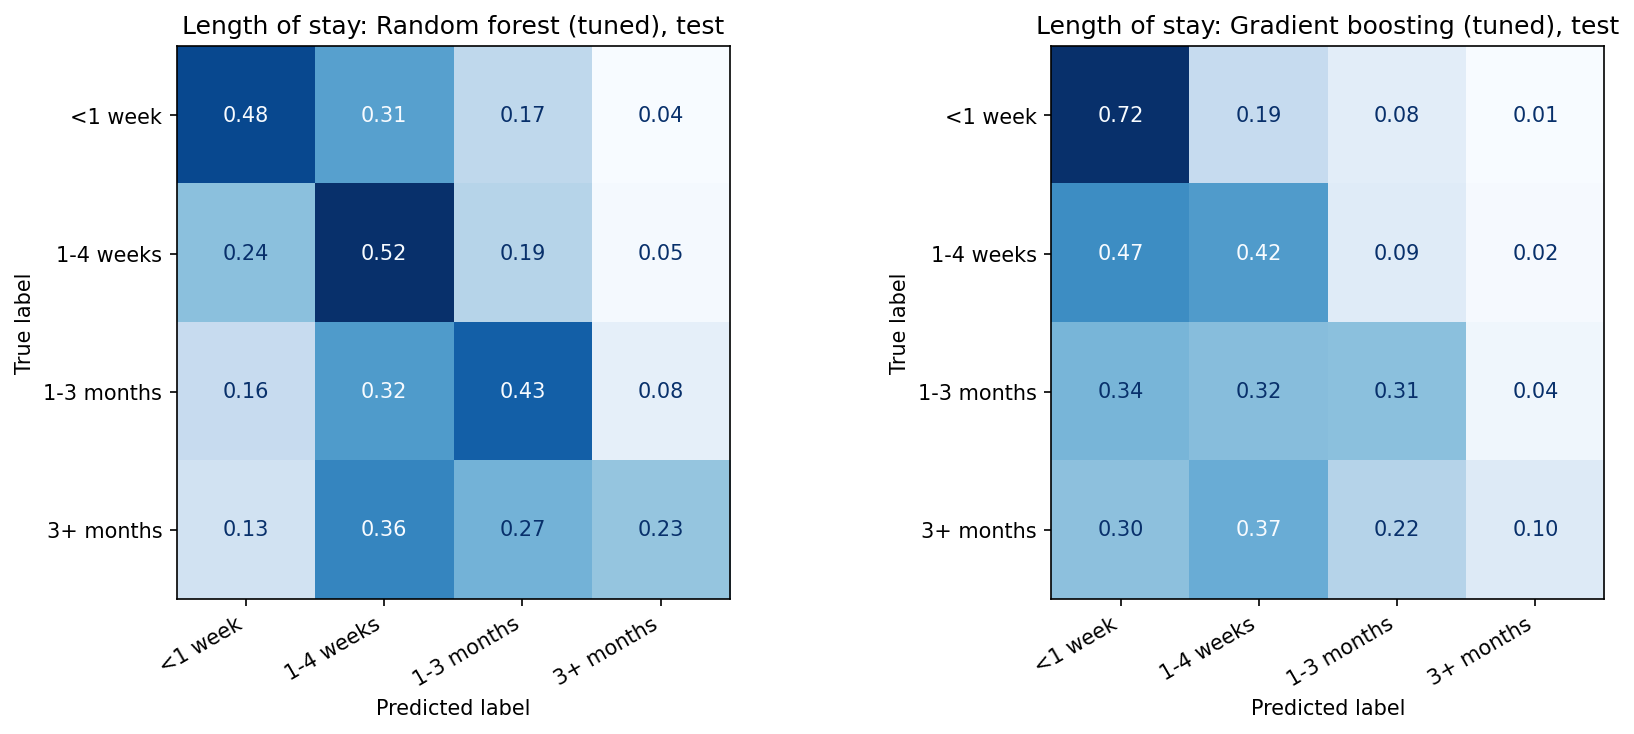 Length of stay: Random forest (tuned), test
True label
<1 week 0.48 0.31 0.17 0.04
1-4 weeks 0.24 0.52 0.19 0.05
1-3 months 0.16 0.32 0.43 0.08
3+ months 0.13 0.36 0.27 0.23
<1 week 1-4 weeks 1-3 months 3+ months
Predicted label
Length of stay: Gradient boosting (tuned), test
True label
<1 week 0.72 0.19 0.08 0.01
1-4 weeks 0.47 0.42 0.09 0.02
1-3 months 0.34 0.32 0.31 0.04
3+ months 0.30 0.37 0.22 0.10
<1 week 1-4 weeks 1-3 months 3+ months
Predicted label